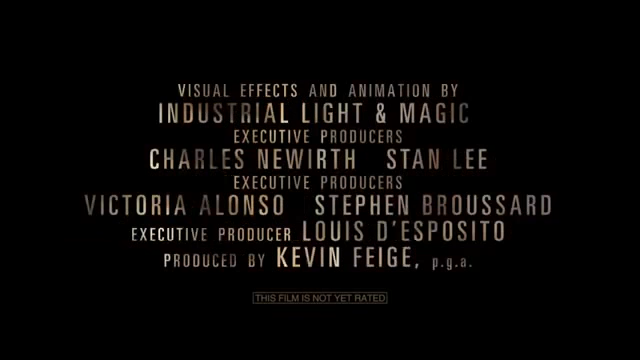 VISUAL EFFECTS AND ANIMATION BY
INDUSTRIAL LIGHT & MAGIC
EXECUTIVE PRODUCERS
CHARLES NEWIRTH STAN LEE
EXECUTIVE PRODUCERS
VICTORIA ALONSO STEPHEN BROUSSARD
EXECUTIVE PRODUCER LOUIS D'ESPOSITO
PRODUCED BY KEVIN FEIGE, p.g.a.
THIS FILM IS NOT YET RATED